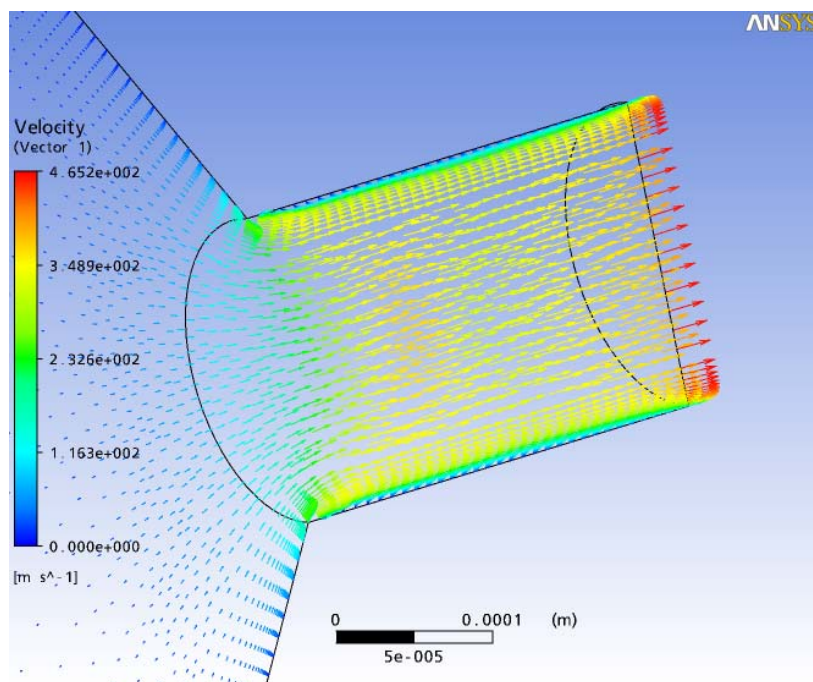 ANSYS
Velocity
(Vector 1)
4.652e+002
3.489e+002
2.326e+002
1.163e+002
0.000e+000
[m s^-1]
0 0.0001 (m)
5e-005